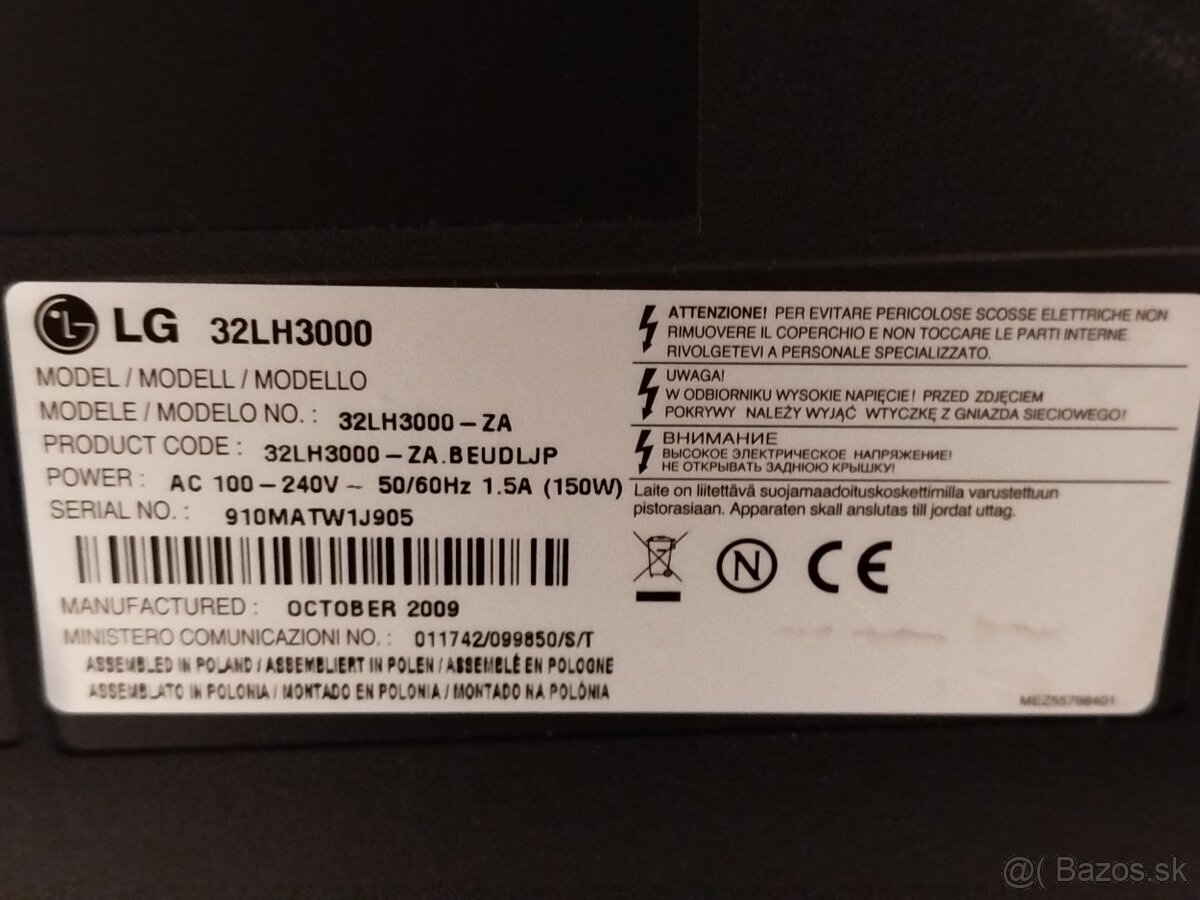 LG 32LH3000
MODEL / MODELL / MODELLO
MODELE / MODELO NO. : 32LH3000-ZA
PRODUCT CODE : 32LH3000-ZA.BEUDLJP
POWER : AC 100-240V ~ 50/60Hz 1.5A (150W)
SERIAL NO. : 910MATW1J905
MANUFACTURED : OCTOBER 2009
MINISTERO COMUNICAZIONI NO. : 011742/099850/S/T
ASSEMBLED IN POLAND / ASSEMBLIERT IN POLEN / ASSEMBLÉ EN POLOGNE
ASSEMBLATO IN POLONIA / MONTADO EN POLONIA / MONTADO NA POLÓNIA
ATTENZIONE! PER EVITARE PERICOLOSE SCOSSE ELETTRICHE NON
RIMUOVERE IL COPERCHIO E NON TOCCARE LE PARTI INTERNE.
RIVOLGETEVI A PERSONALE SPECIALIZZATO.
UWAGA!
W ODBIORNIKU WYSOKIE NAPIĘCIE! PRZED ZDJĘCIEM
POKRYWY NALEŻY WYJĄĆ WTYCZKĘ Z GNIAZDA SIECIOWEGO!
ВНИМАНИЕ
ВЫСОКОЕ ЭЛЕКТРИЧЕСКОЕ НАПРЯЖЕНИЕ!
НЕ ОТКРЫВАТЬ ЗАДНЮЮ КРЫШКУ!
Laite on liitettävä suojamaadoituskoskettimilla varustettuun
pistorasiaan. Apparaten skall anslutas till jordat uttag.
N CE
MEZ55798401
@( Bazos.sk